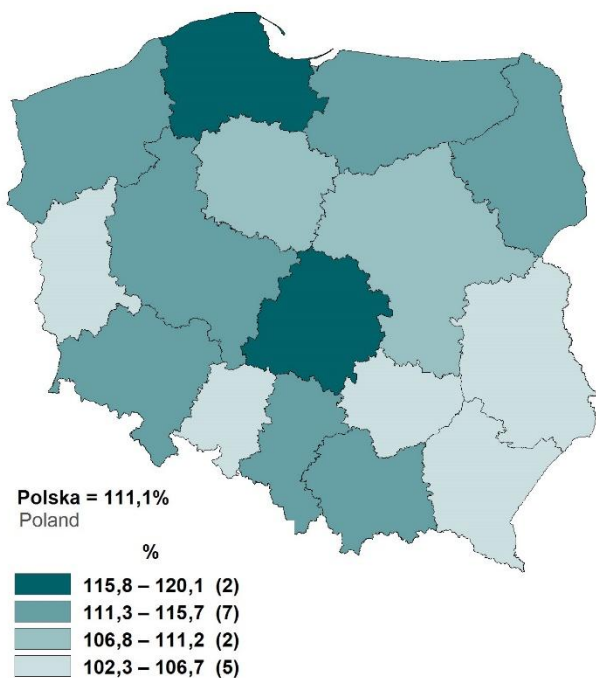 Polska = 111,1%
Poland
%
115,8 – 120,1 (2)
111,3 – 115,7 (7)
106,8 – 111,2 (2)
102,3 – 106,7 (5)